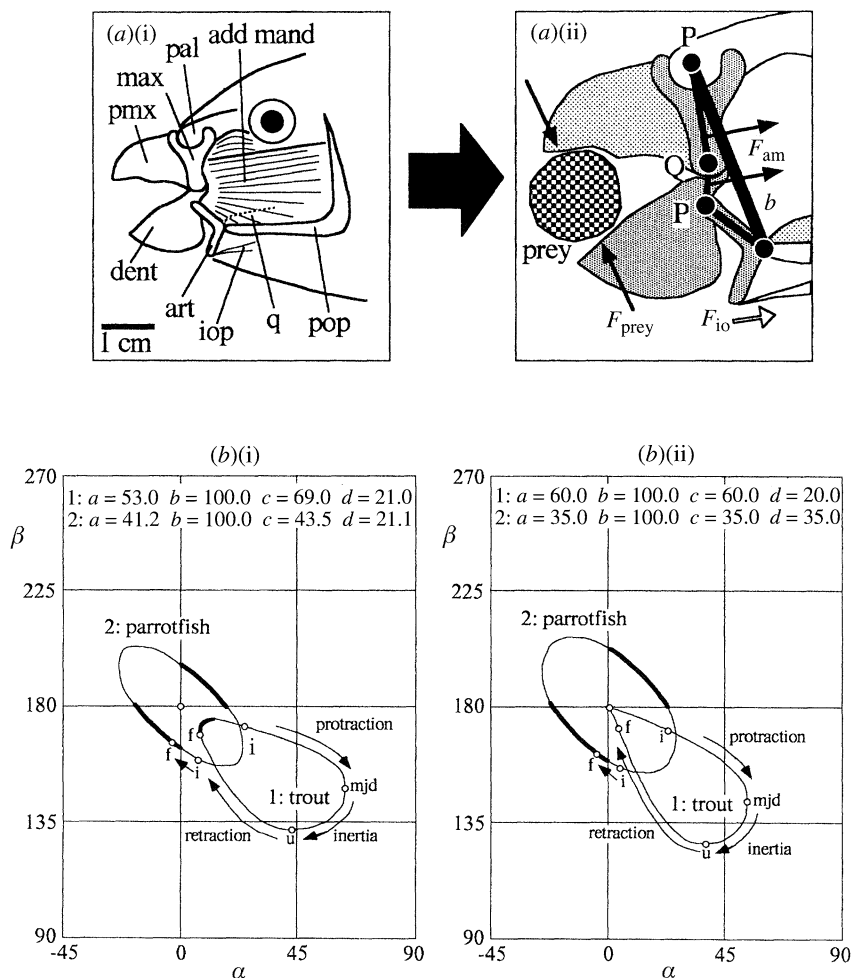 (a)(i)
add mand
pal
max
pmx
dent
art
iop
q
pop
1 cm
(a)(ii)
P
Q
F_am
P
b
prey
F_prey
F_io
(b)(i)
270
1: a = 53.0 b = 100.0 c = 69.0 d = 21.0
2: a = 41.2 b = 100.0 c = 43.5 d = 21.1
β
225
2: parrotfish
180
f
i
protraction
f
i
1: trout
mjd
135
retraction
u
inertia
90
-45
0
45
90
α
(b)(ii)
270
1: a = 60.0 b = 100.0 c = 60.0 d = 20.0
2: a = 35.0 b = 100.0 c = 35.0 d = 35.0
β
225
2: parrotfish
180
f
i
protraction
f
i
1: trout
mjd
135
retraction
u
inertia
90
-45
0
45
90
α